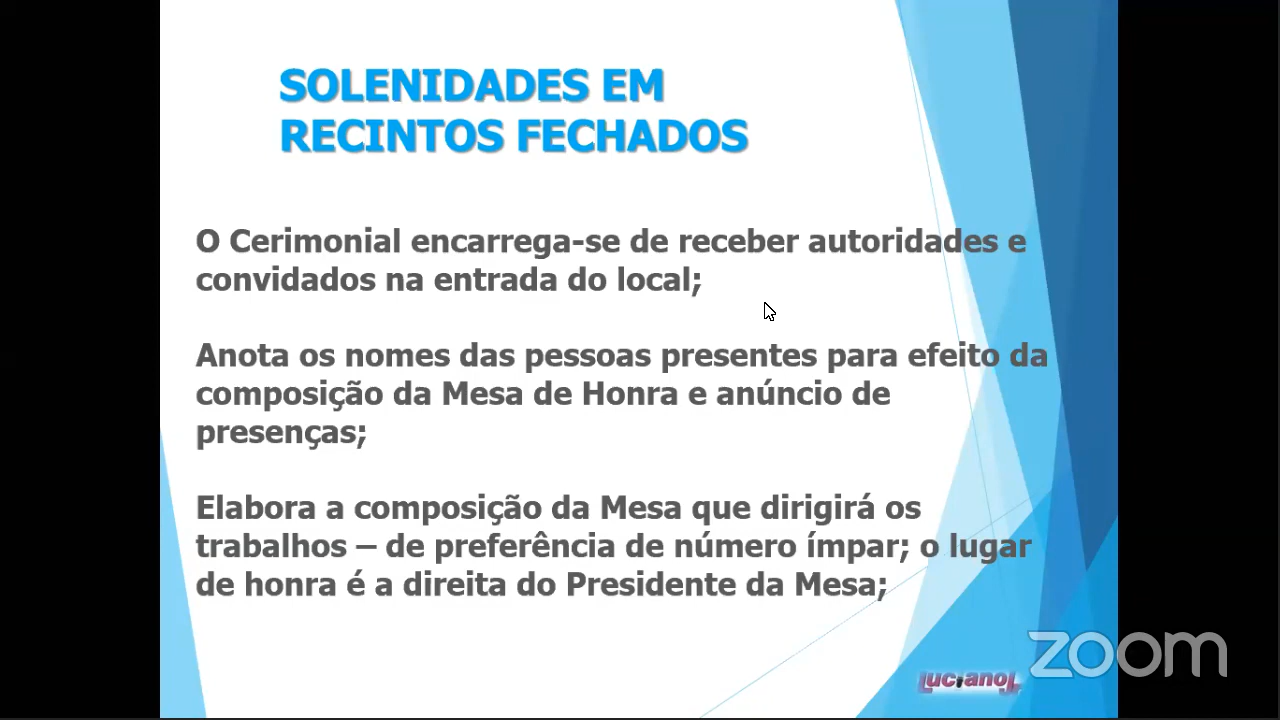 SOLENIDADES EM
RECINTOS FECHADOS
O Cerimonial encarrega-se de receber autoridades e
convidados na entrada do local;
Anota os nomes das pessoas presentes para efeito da
composição da Mesa de Honra e anúncio de
presenças;
Elabora a composição da Mesa que dirigirá os
trabalhos – de preferência de número ímpar; o lugar
de honra é a direita do Presidente da Mesa;
zoom
LucianoJr